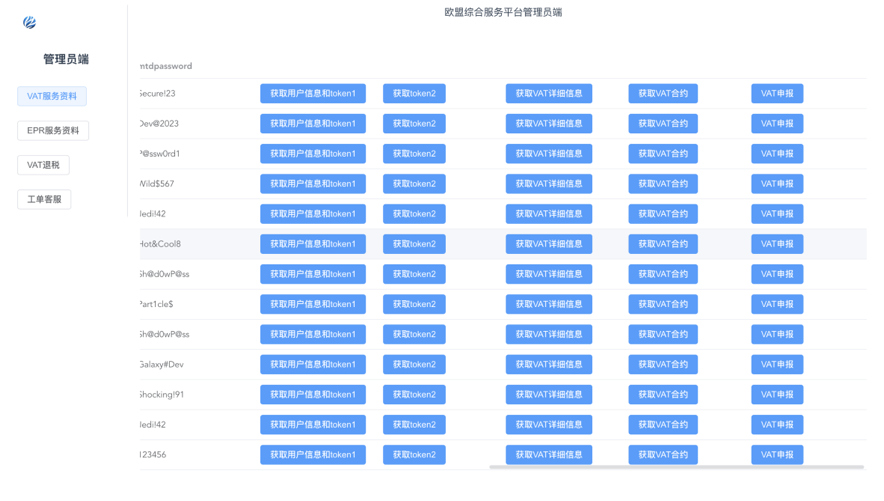 欧盟综合服务平台管理员端
管理员端
VAT服务资料
EPR服务资料
VAT退税
工单客服
mtdpassword
Secure!23 获取用户信息和token1 获取token2 获取VAT详细信息 获取VAT合约 VAT申报
Dev@2023 获取用户信息和token1 获取token2 获取VAT详细信息 获取VAT合约 VAT申报
P@ssw0rd1 获取用户信息和token1 获取token2 获取VAT详细信息 获取VAT合约 VAT申报
Wild$567 获取用户信息和token1 获取token2 获取VAT详细信息 获取VAT合约 VAT申报
Jedi!42 获取用户信息和token1 获取token2 获取VAT详细信息 获取VAT合约 VAT申报
Hot&Cool8 获取用户信息和token1 获取token2 获取VAT详细信息 获取VAT合约 VAT申报
Sh@d0wP@ss 获取用户信息和token1 获取token2 获取VAT详细信息 获取VAT合约 VAT申报
Part1cle$ 获取用户信息和token1 获取token2 获取VAT详细信息 获取VAT合约 VAT申报
Sh@d0wP@ss 获取用户信息和token1 获取token2 获取VAT详细信息 获取VAT合约 VAT申报
Galaxy#Dev 获取用户信息和token1 获取token2 获取VAT详细信息 获取VAT合约 VAT申报
Shocking!91 获取用户信息和token1 获取token2 获取VAT详细信息 获取VAT合约 VAT申报
Jedi!42 获取用户信息和token1 获取token2 获取VAT详细信息 获取VAT合约 VAT申报
123456 获取用户信息和token1 获取token2 获取VAT详细信息 获取VAT合约 VAT申报